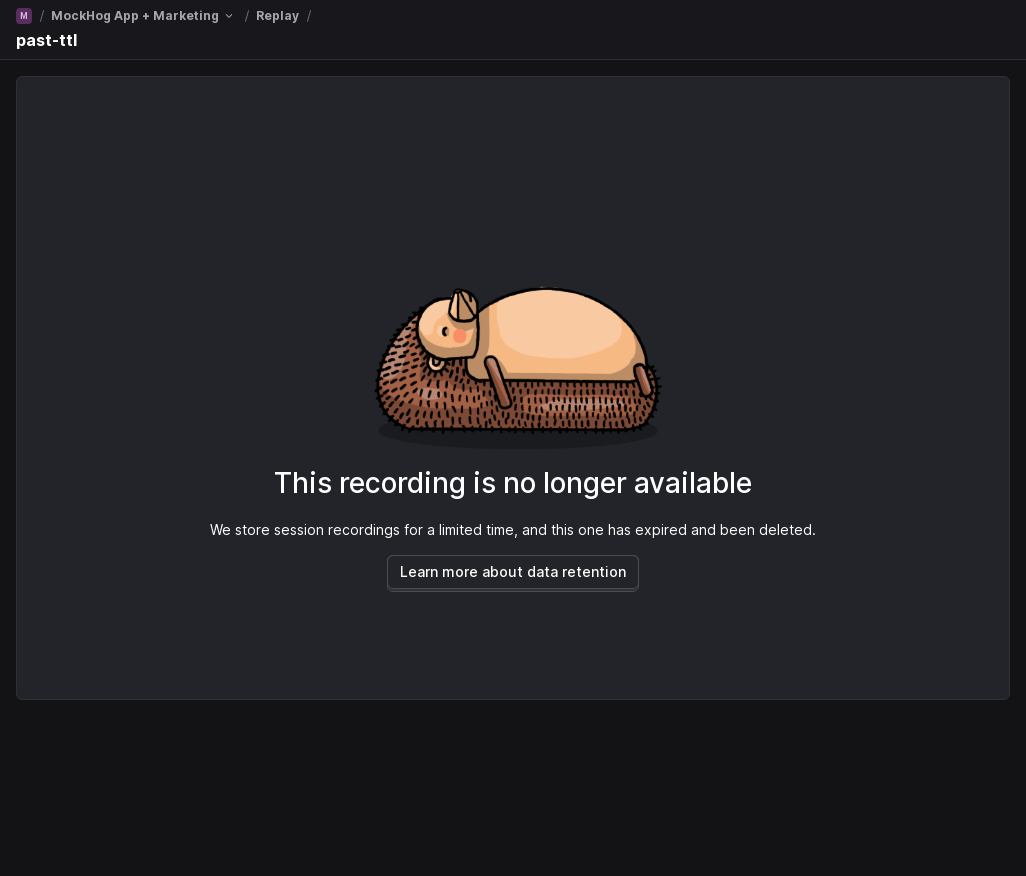 M / MockHog App + Marketing / Replay /
past-ttl
This recording is no longer available
We store session recordings for a limited time, and this one has expired and been deleted.
Learn more about data retention